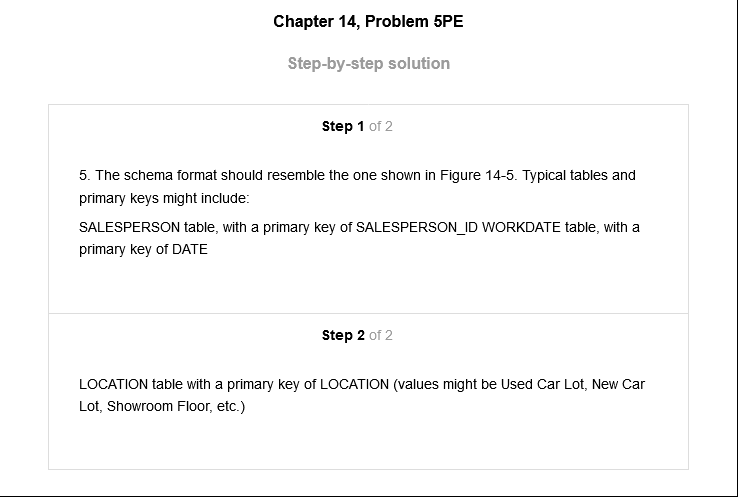 Chapter 14, Problem 5PE
Step-by-step solution
Step 1 of 2
5. The schema format should resemble the one shown in Figure 14-5. Typical tables and
primary keys might include:
SALESPERSON table, with a primary key of SALESPERSON_ID WORKDATE table, with a
primary key of DATE
Step 2 of 2
LOCATION table with a primary key of LOCATION (values might be Used Car Lot, New Car
Lot, Showroom Floor, etc.)